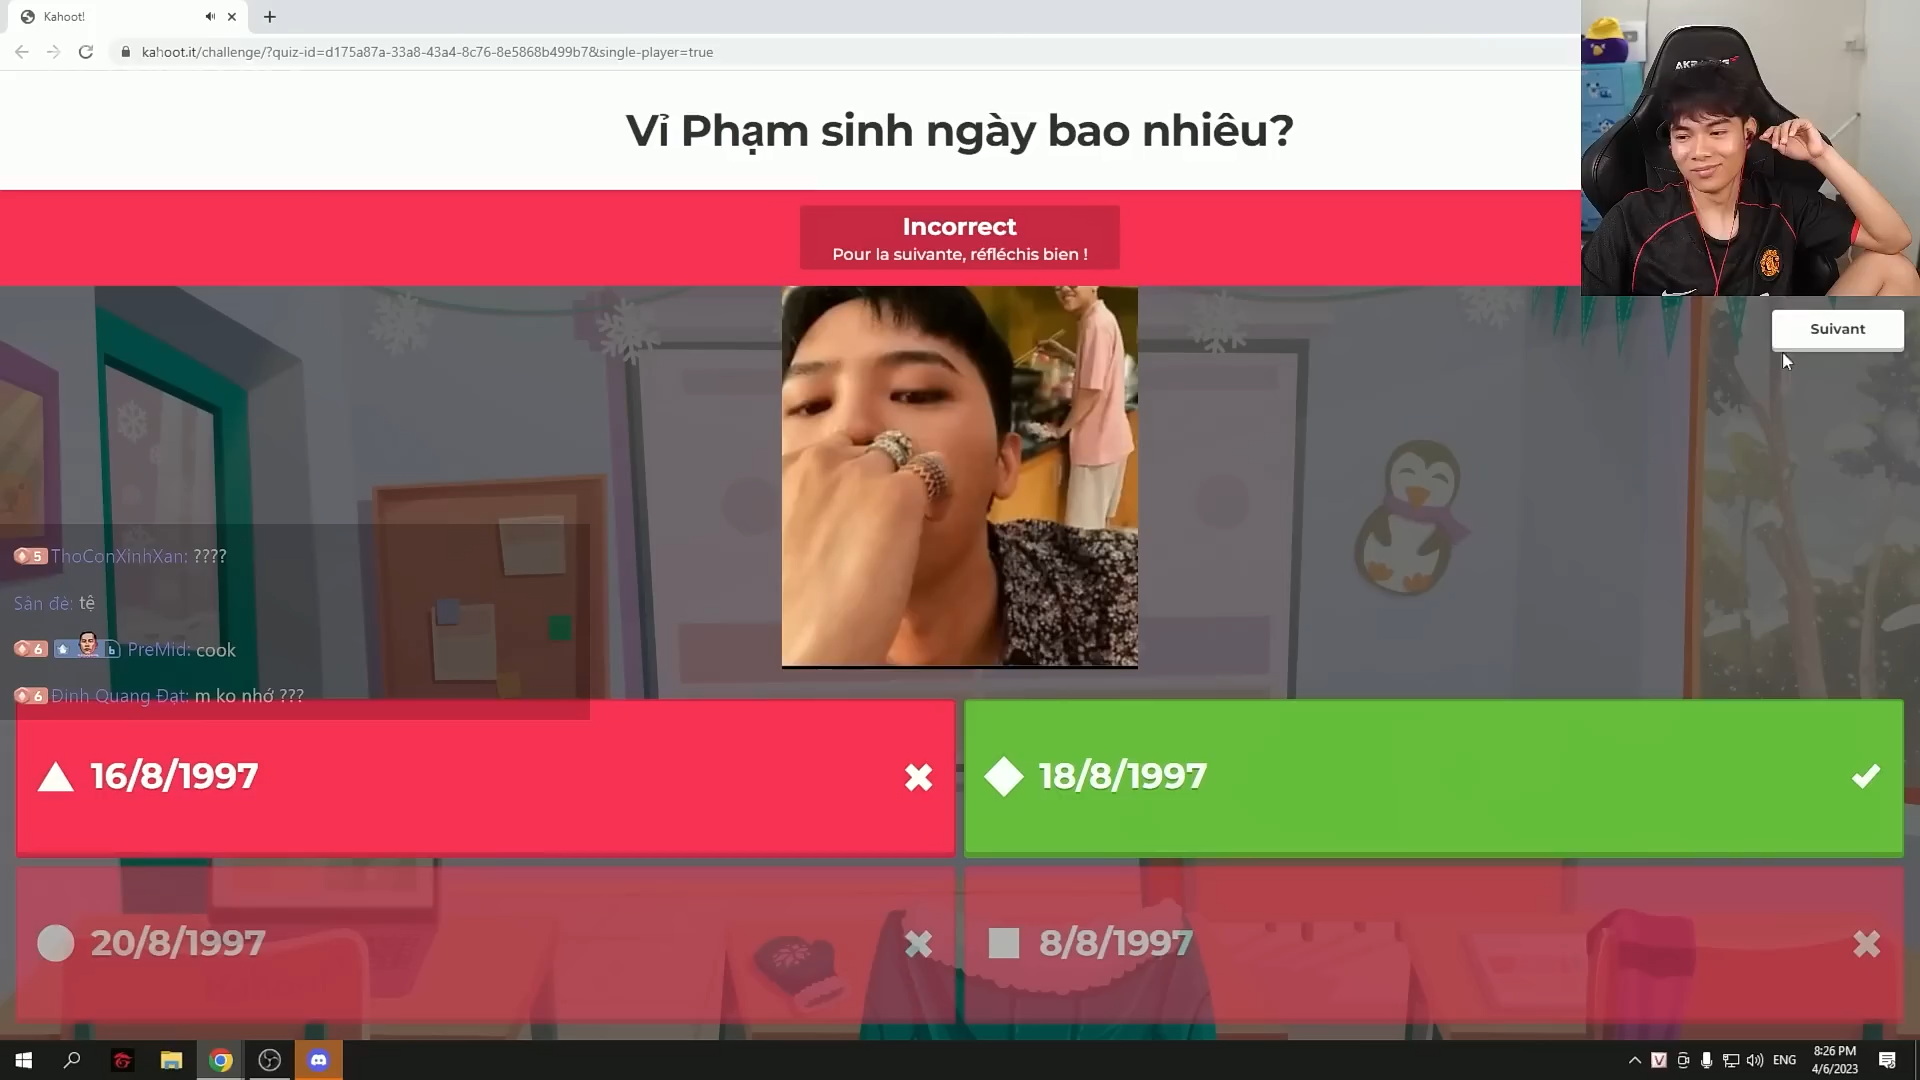 Kahoot!
kahoot.it/challenge/?quiz-id=d175a87a-33a8-43a4-8c76-8e5868b499b7&single-player=true
Vỉ Phạm sinh ngày bao nhiêu?
Incorrect
Pour la suivante, réfléchis bien !
Suivant
5 ThoConXinhXan: ????
Sân đè: tệ
6 PreMid: cook
6 Đinh Quang Đạt: m ko nhớ ???
16/8/1997
18/8/1997
20/8/1997
8/8/1997
ENG
8:26 PM
4/6/2023